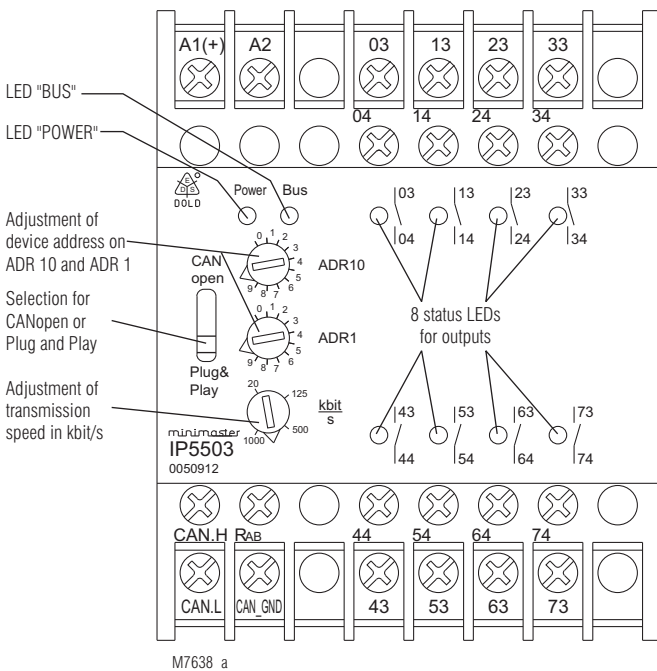 A1(+) A2 03 13 23 33
04 14 24 34
LED "BUS"
LED "POWER"
E
D S
DOLD
Power Bus
03 13 23 33
04 14 24 34
Adjustment of
device address on
ADR 10 and ADR 1
0 1 2 3 4 5 6 7 8 9
ADR10
CAN
open
Selection for
CANopen or
Plug and Play
0 1 2 3 4 5 6 7 8 9
ADR1
8 status LEDs
for outputs
Plug&
Play
Adjustment of
transmission
speed in kbit/s
20 125
1000 500
kbit
s
43 53 63 73
44 54 64 74
minimaster
IP5503
0050912
CAN.H RAB 44 54 64 74
CAN.L CAN_GND 43 53 63 73
M7638_a